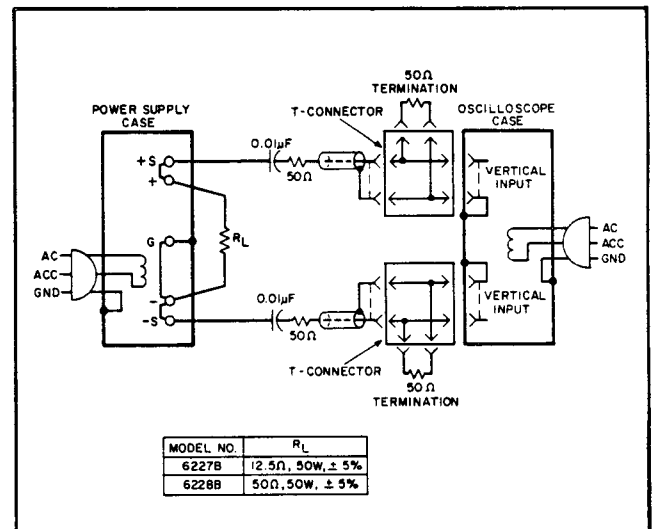 50Ω
TERMINATION
T-CONNECTOR
POWER SUPPLY
CASE
OSCILLOSCOPE
CASE
0.01µF
50Ω
+S
+
VERTICAL
INPUT
G
RL
AC
ACC
GND
AC
ACC
GND
-
-S
0.01µF
50Ω
VERTICAL
INPUT
T-CONNECTOR
50Ω
TERMINATION
MODEL NO. RL
6227B 12.5Ω, 50W, ± 5%
6228B 50Ω, 50W, ± 5%